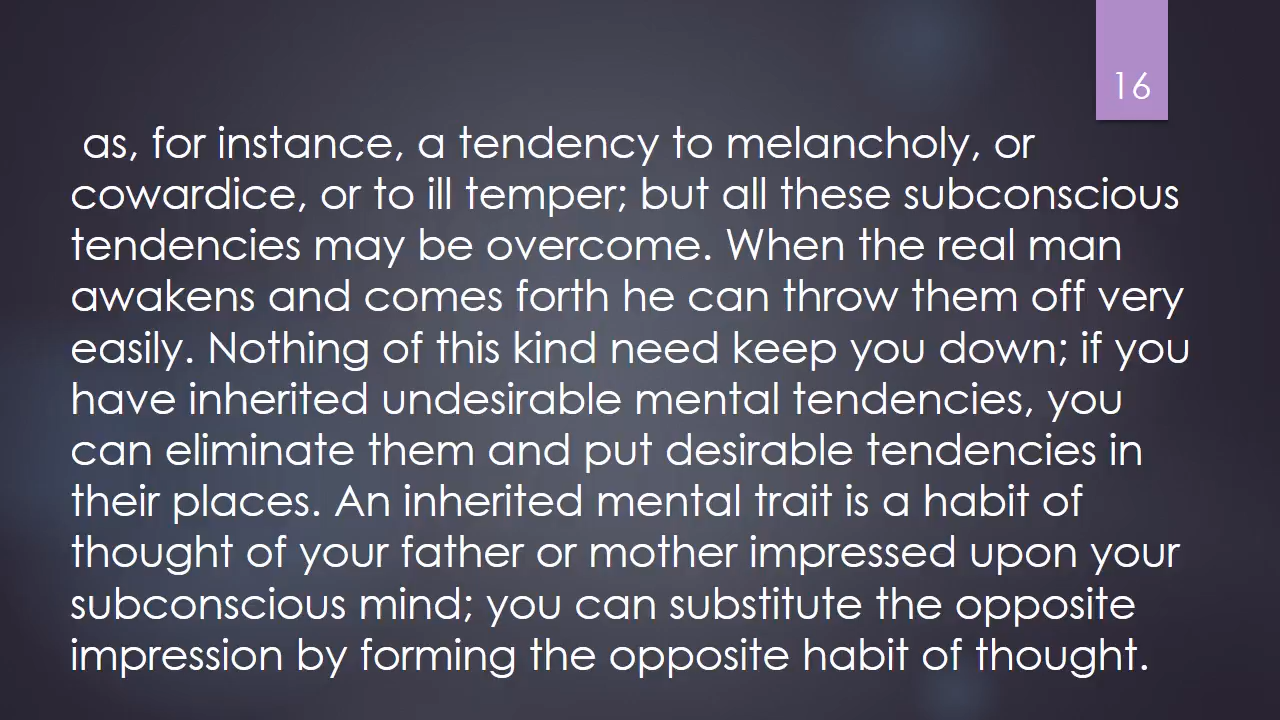 16
as, for instance, a tendency to melancholy, or
cowardice, or to ill temper; but all these subconscious
tendencies may be overcome. When the real man
awakens and comes forth he can throw them off very
easily. Nothing of this kind need keep you down; if you
have inherited undesirable mental tendencies, you
can eliminate them and put desirable tendencies in
their places. An inherited mental trait is a habit of
thought of your father or mother impressed upon your
subconscious mind; you can substitute the opposite
impression by forming the opposite habit of thought.